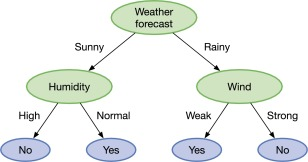 Weather
forecast
Sunny
Rainy
Humidity
Wind
High
Normal
Weak
Strong
No
Yes
Yes
No